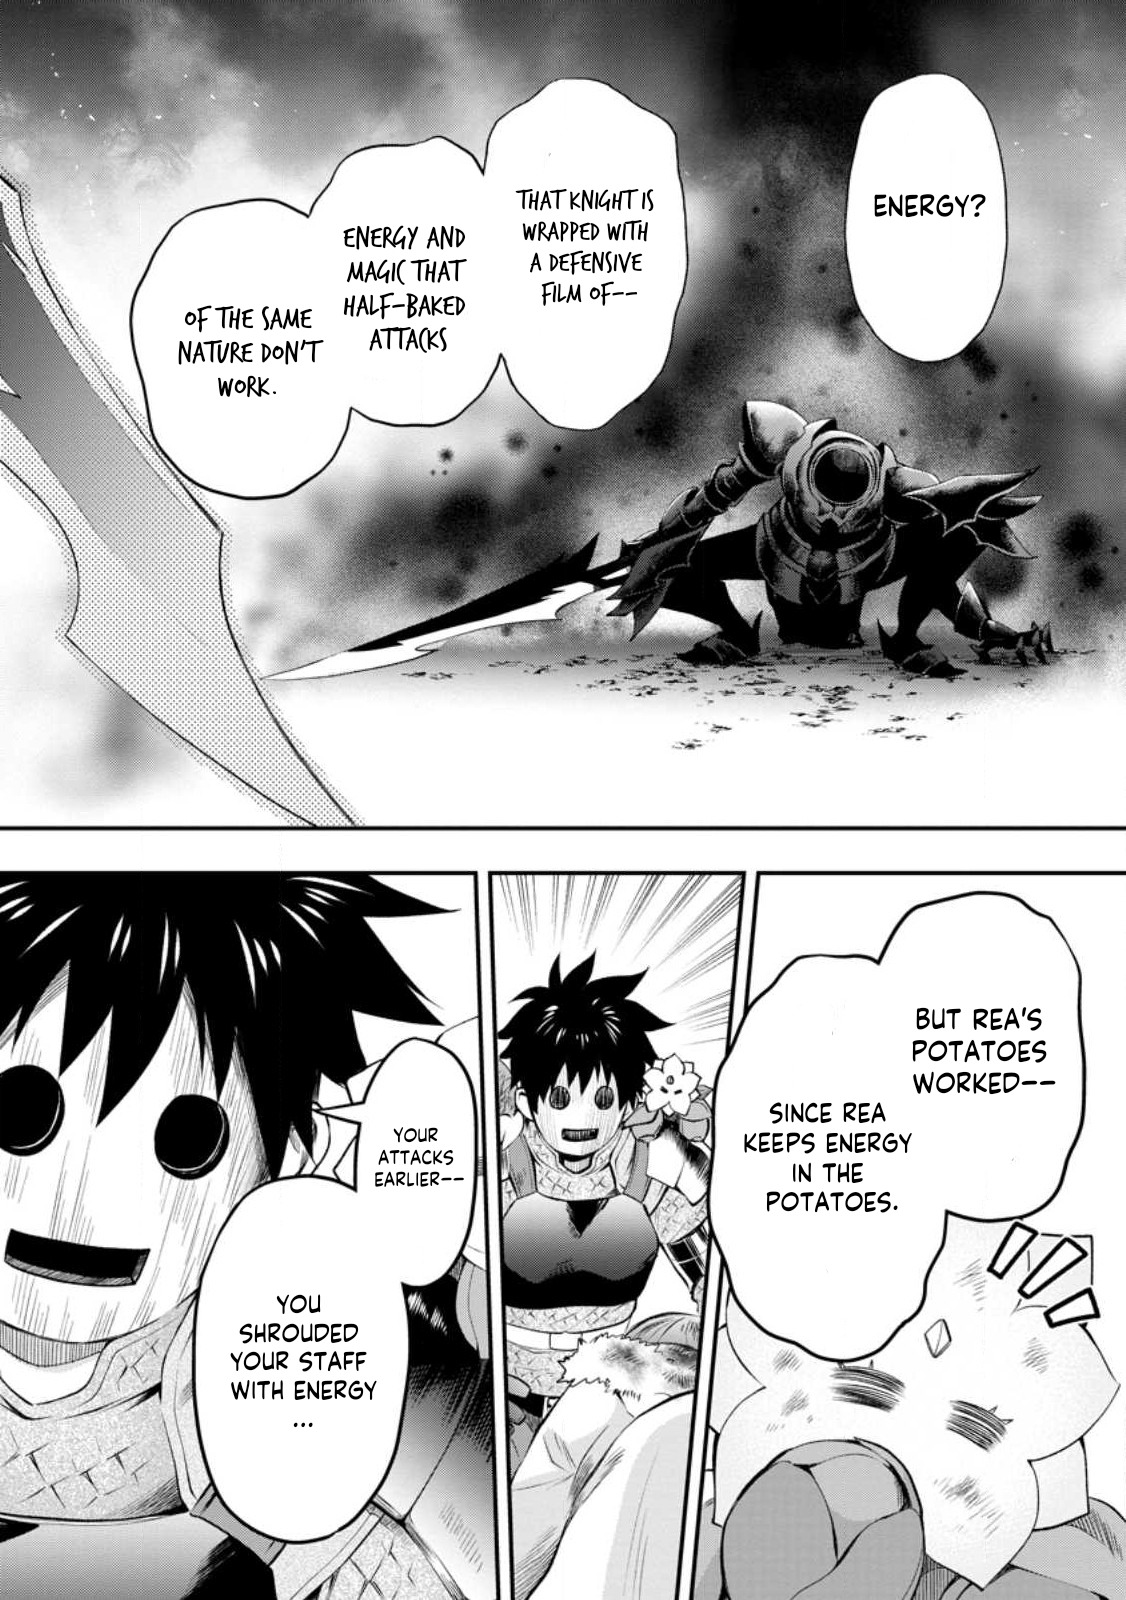 ENERGY?
THAT KNIGHT IS
WRAPPED WITH
A DEFENSIVE
FILM OF--
ENERGY AND
MAGIC THAT
HALF-BAKED
ATTACKS
OF THE SAME
NATURE DON'T
WORK.
BUT REA'S
POTATOES
WORKED--
SINCE REA
KEEPS ENERGY
IN THE
POTATOES.
YOUR
ATTACKS
EARLIER--
YOU
SHROUDED
YOUR STAFF
WITH ENERGY
...